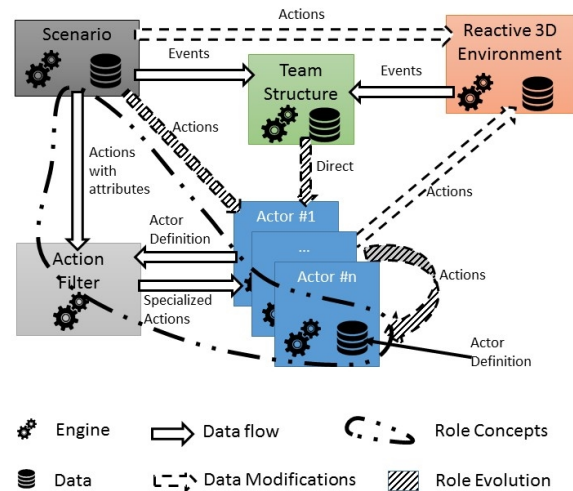 Actions
Scenario
Reactive 3D
Environment
Events
Team
Structure
Events
Actions
Actions
with
attributes
Direct
Actions
Actor #1
Actor
Definition
...
Action
Filter
Actor #n
Actions
Specialized
Actions
Actor
Definition
Engine
Data flow
Role Concepts
Data
Data Modifications
Role Evolution